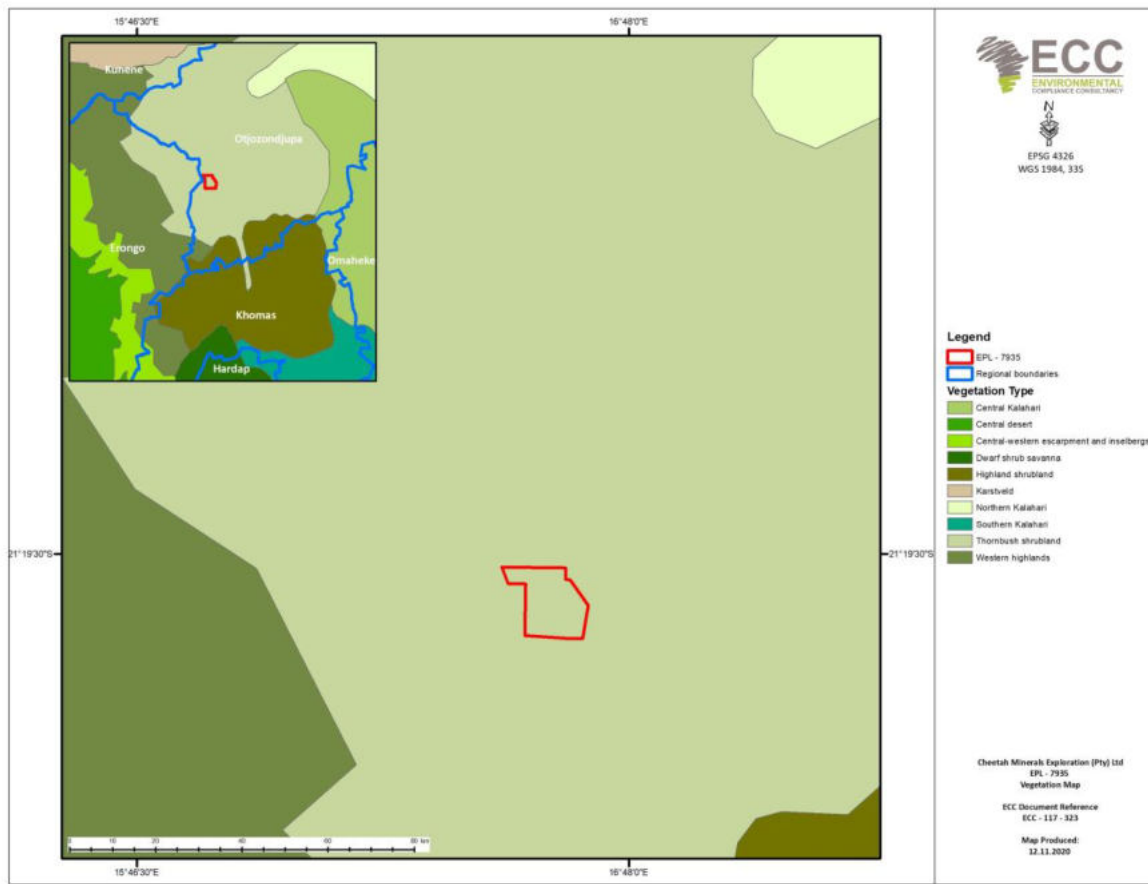 15°46'30"E
16°48'0"E
Kunene
Otjozondjupa
Erongo
Omaheke
Khomas
Hardap
21°19'30"S
21°19'30"S
0 10 20 40 60 80 km
15°46'30"E
16°48'0"E
ECC
ENVIRONMENTAL
COMPLIANCE CONSULTANCY
N
EPSG 4326
WGS 1984, 33S
Legend
EPL - 7935
Regional boundaries
Vegetation Type
Central Kalahari
Central desert
Central-western escarpment and inselbergs
Dwarf shrub savanna
Highland shrubland
Karstveld
Northern Kalahari
Southern Kalahari
Thornbush shrubland
Western highlands
Cheetah Minerals Exploration (Pty) Ltd
EPL - 7935
Vegetation Map
ECC Document Reference
ECC - 117 - 323
Map Produced:
12.11.2020